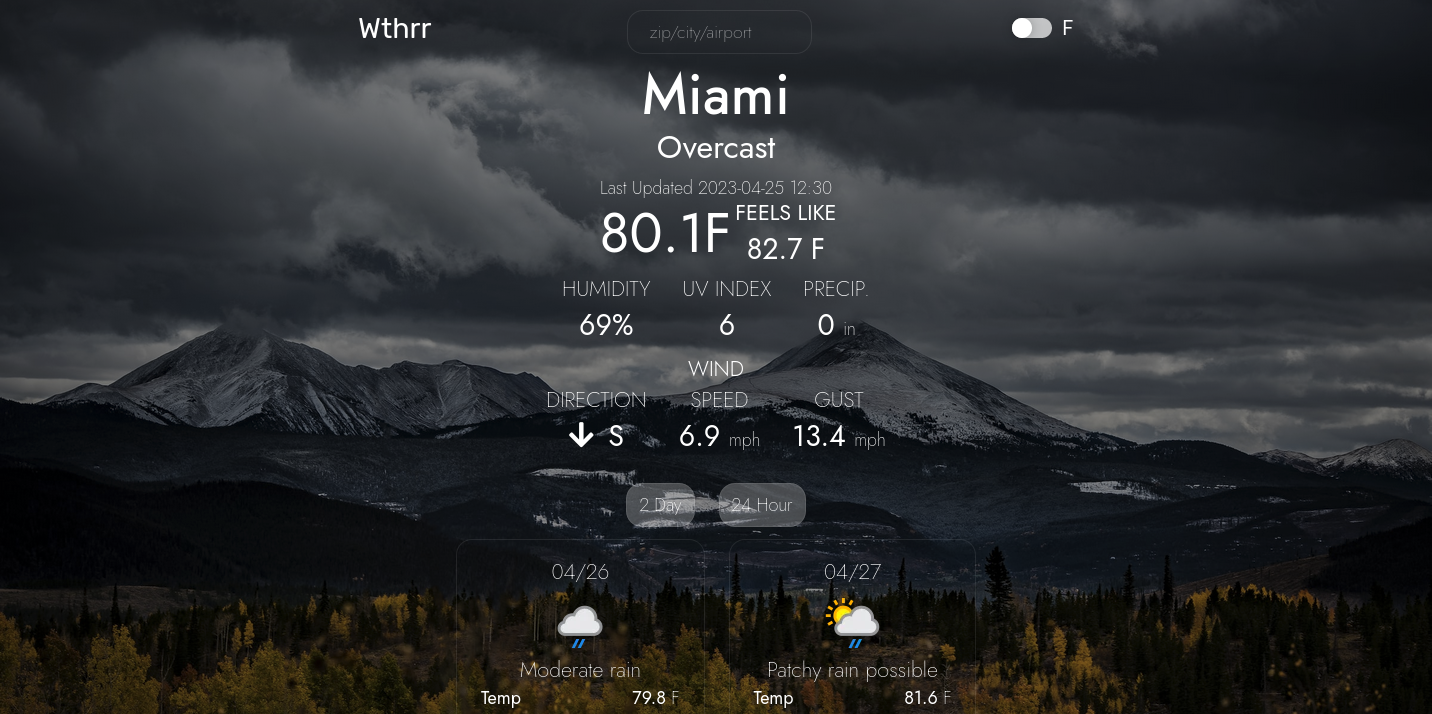 Wthrr
zip/city/airport
F
Miami
Overcast
Last Updated 2023-04-25 12:30
80.1F
FEELS LIKE
82.7 F
HUMIDITY UV INDEX PRECIP.
69% 6 0 in
WIND
DIRECTION SPEED GUST
S 6.9 mph 13.4 mph
2 Day 24 Hour
04/26 04/27
Moderate rain Patchy rain possible
Temp 79.8 F Temp 81.6 F